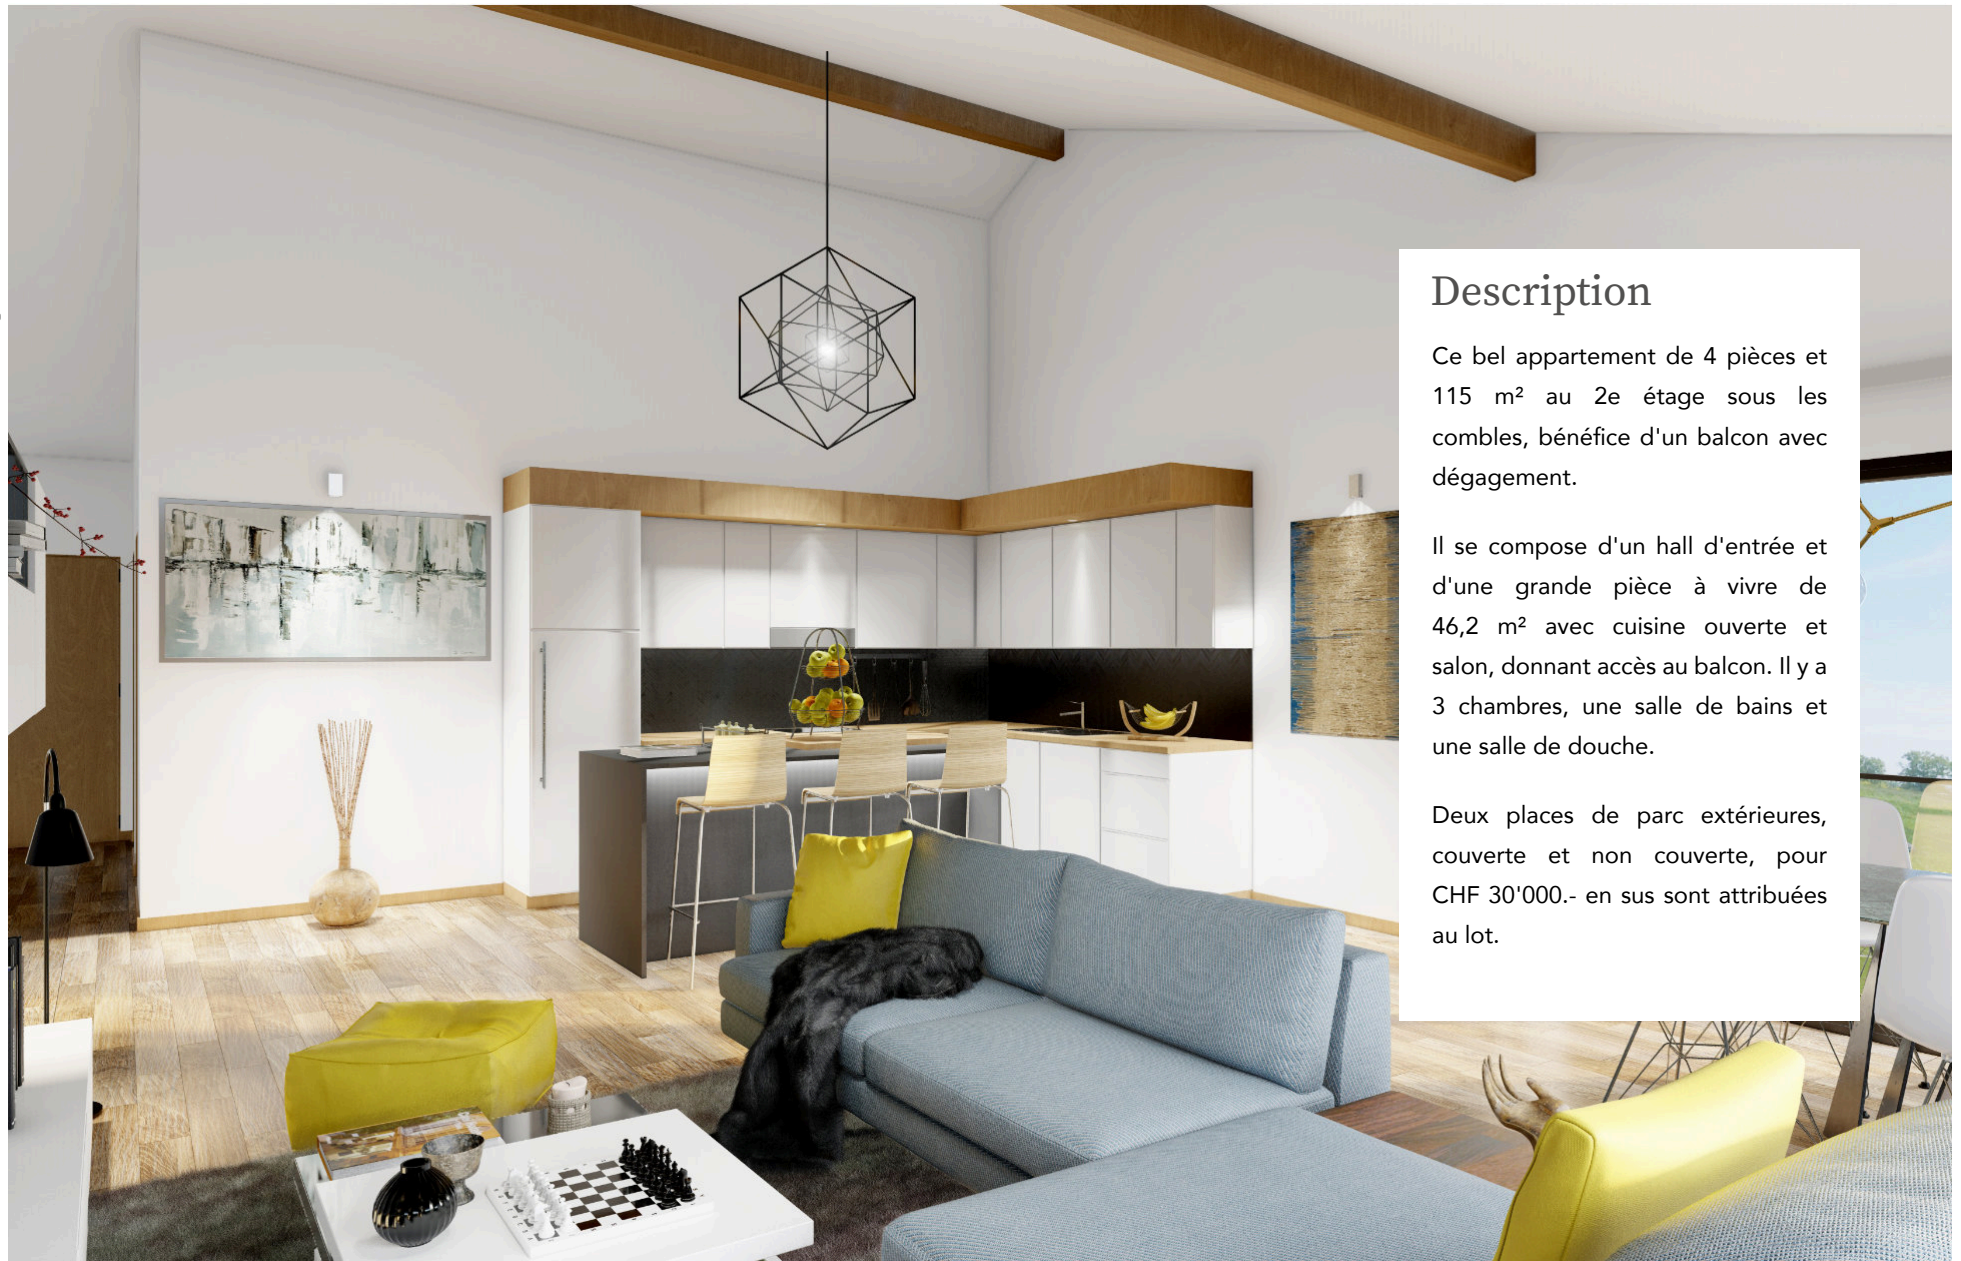 Description
Ce bel appartement de 4 pièces et
115 m² au 2e étage sous les
combles, bénéfice d'un balcon avec
dégagement.
Il se compose d'un hall d'entrée et
d'une grande pièce à vivre de
46,2 m² avec cuisine ouverte et
salon, donnant accès au balcon. Il y a
3 chambres, une salle de bains et
une salle de douche.
Deux places de parc extérieures,
couverte et non couverte, pour
CHF 30'000.- en sus sont attribuées
au lot.